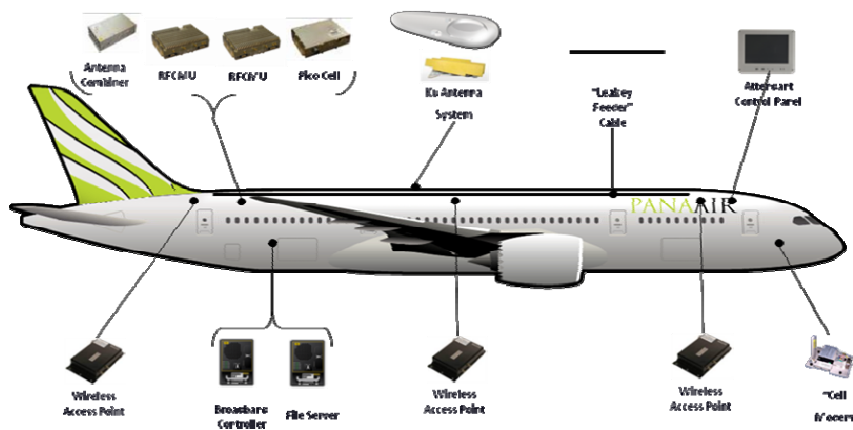 Antenna
Combiner
RFCMU
RFCMU
Pico Cell
Ku Antenna
System
"Leakey
Feeder"
Cable
Attendant
Control Panel
PANAAIR
Wireless
Access Point
Broadband
Controller
File Server
Wireless
Access Point
Wireless
Access Point
"Cell
Modem